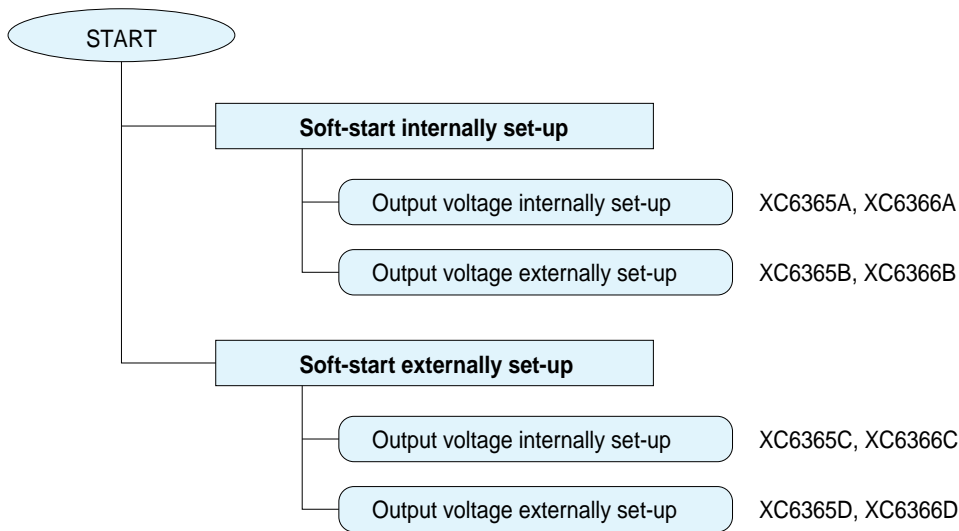 START
Soft-start internally set-up
Output voltage internally set-up XC6365A, XC6366A
Output voltage externally set-up XC6365B, XC6366B
Soft-start externally set-up
Output voltage internally set-up XC6365C, XC6366C
Output voltage externally set-up XC6365D, XC6366D